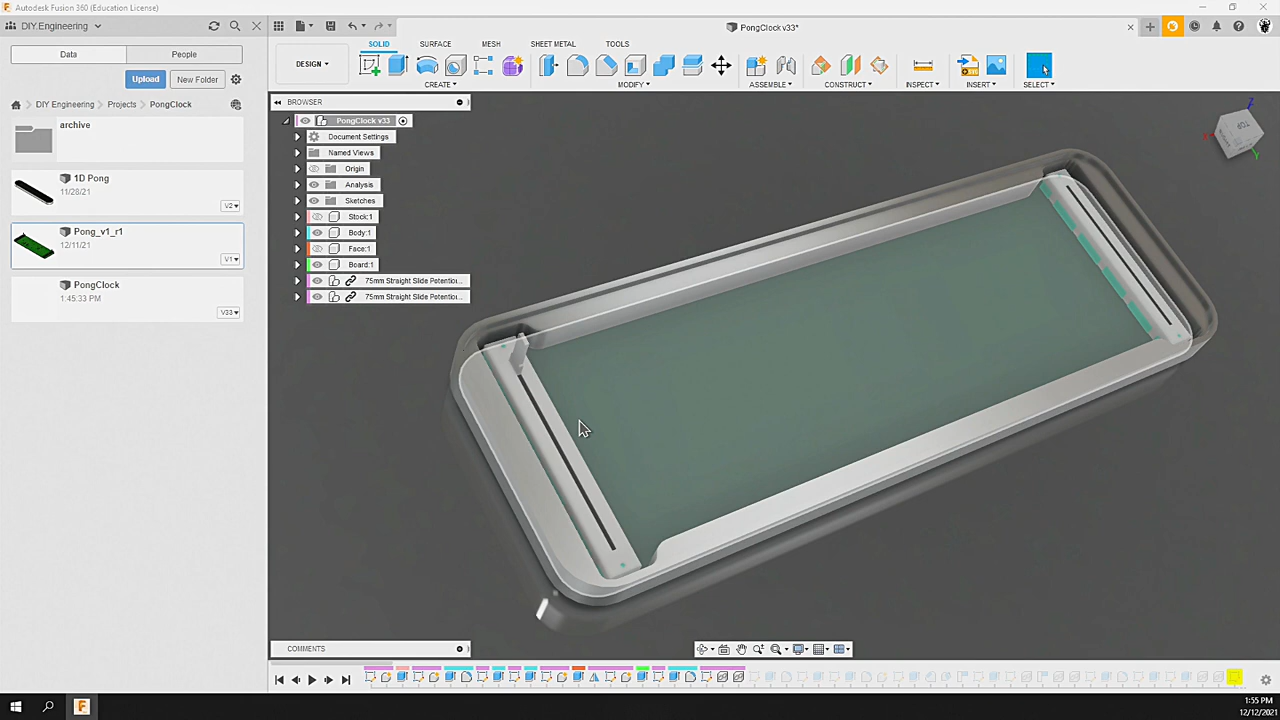 Autodesk Fusion 360 (Education License)
DIY Engineering
PongClock v33*
Data
People
Upload
New Folder
DIY Engineering
Projects
PongClock
archive
1D Pong
11/28/21
V2
Pong_v1_r1
12/11/21
V1
PongClock
1:45:33 PM
V33
DESIGN
SOLID
SURFACE
MESH
SHEET METAL
TOOLS
CREATE
MODIFY
ASSEMBLE
CONSTRUCT
INSPECT
INSERT
SELECT
BROWSER
PongClock v33
Document Settings
Named Views
Origin
Analysis
Sketches
Stock:1
Body:1
Face:1
Board:1
75mm Straight Slide Potentio...
75mm Straight Slide Potentio...
TOP
X
Y
Z
COMMENTS
F
1:55 PM
12/12/2021